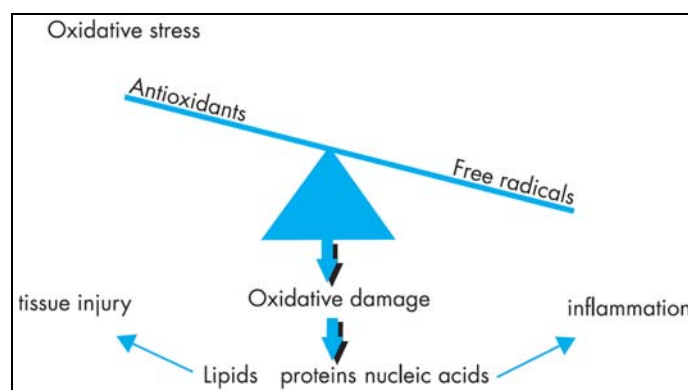 Oxidative stress
Antioxidants
Free radicals
Oxidative damage
tissue injury
inflammation
Lipids proteins nucleic acids